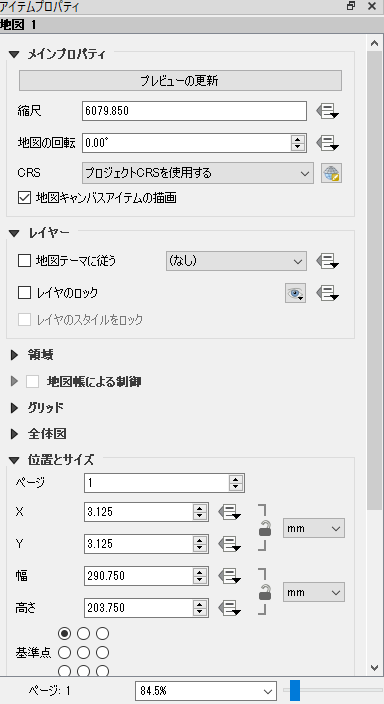 アイテムプロパティ
地図 1
メインプロパティ
プレビューの更新
縮尺 6079.850
地図の回転 0.00°
CRS プロジェクトCRSを使用する
地図キャンバスアイテムの描画
レイヤー
地図テーマに従う (なし)
レイヤのロック
レイヤのスタイルをロック
領域
地図帳による制御
グリッド
全体図
位置とサイズ
ページ 1
X 3.125
mm
Y 3.125
幅 290.750
mm
高さ 203.750
基準点
ページ: 1 84.5%